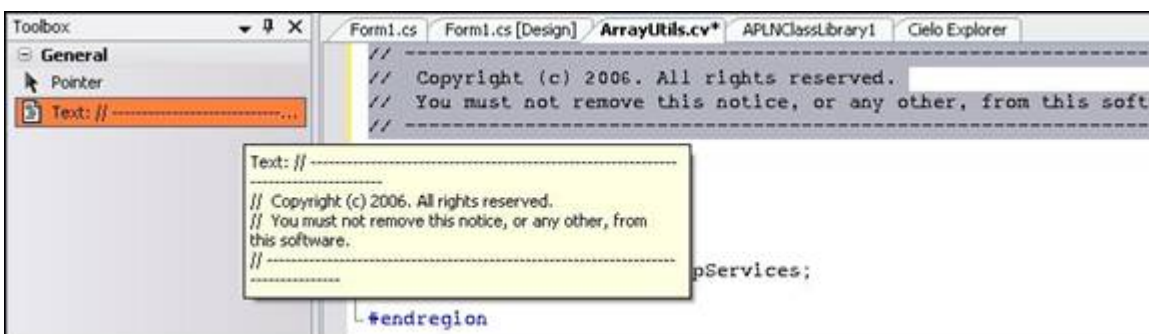 Toolbox
Form1.cs Form1.cs [Design] ArrayUtils.cv* APLNClassLibrary1 Cielo Explorer
General
Pointer
Text: // ------------------------------...
// ------------------------------------------------------------
// Copyright (c) 2006. All rights reserved.
// You must not remove this notice, or any other, from this soft
// ------------------------------------------------------------
Text: // ------------------------------------------------------------
----------------------
// Copyright (c) 2006. All rights reserved.
// You must not remove this notice, or any other, from
this software.
// ------------------------------------------------------------------
---------------
pServices;
#endregion